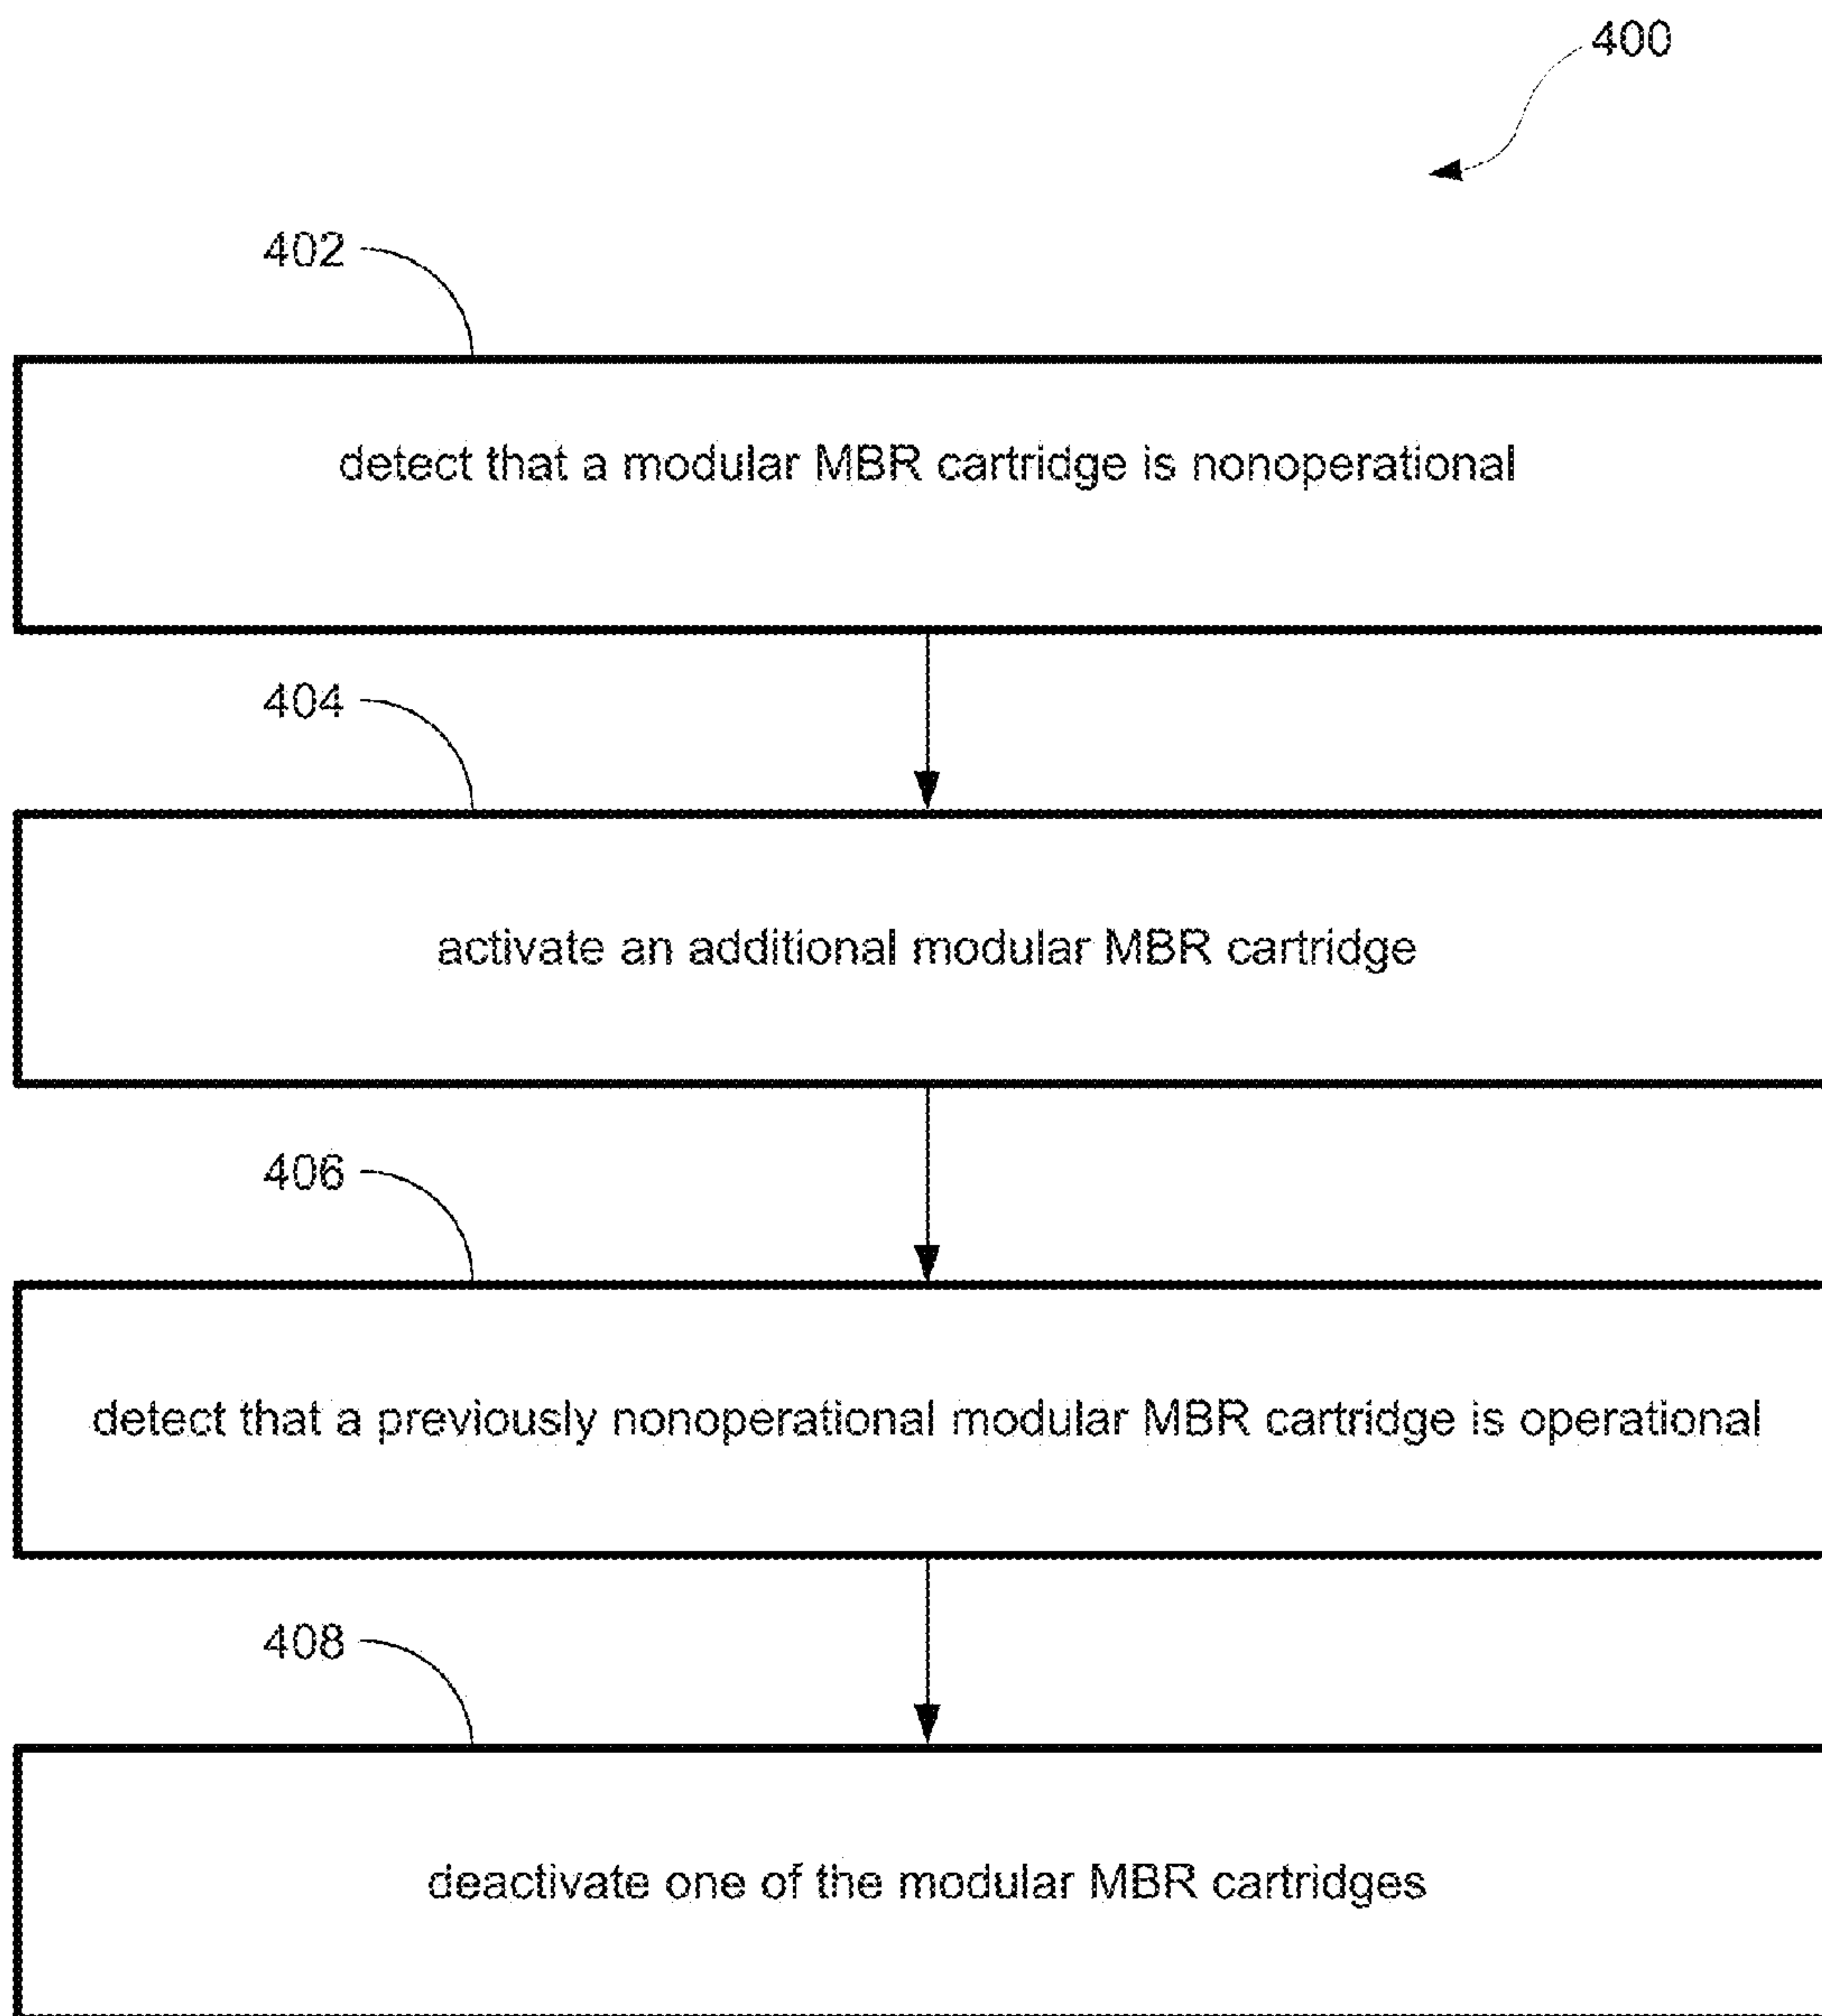 400
402
detect that a modular MBR cartridge is nonoperational
404
activate an additional modular MBR cartridge
406
detect that a previously nonoperational modular MBR cartridge is operational
408
deactivate one of the modular MBR cartridges